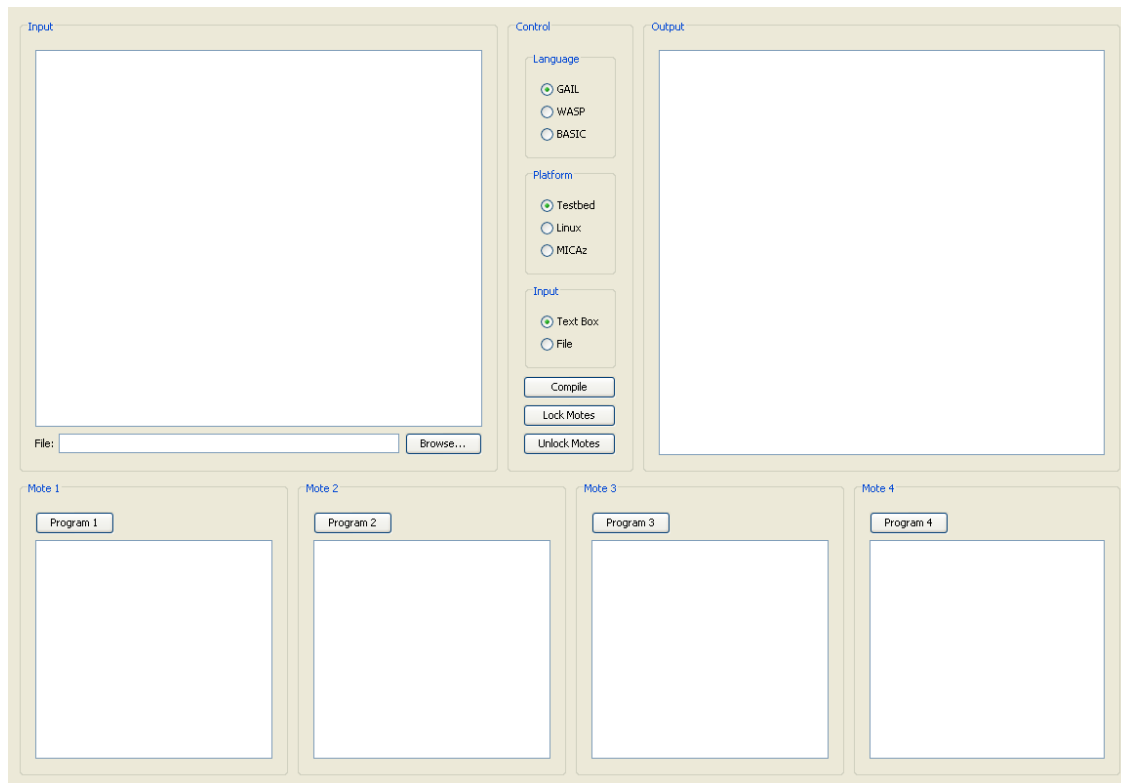 Input
File:
Browse...
Control
Language
GAIL
WASP
BASIC
Platform
Testbed
Linux
MICAz
Input
Text Box
File
Compile
Lock Motes
Unlock Motes
Output
Mote 1
Program 1
Mote 2
Program 2
Mote 3
Program 3
Mote 4
Program 4